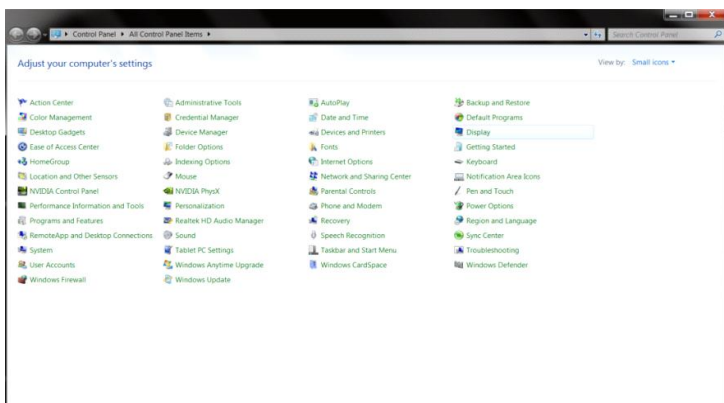 Control Panel All Control Panel Items Search Control Panel
Adjust your computer's settings View by: Small icons
Action Center Administrative Tools AutoPlay Backup and Restore
Color Management Credential Manager Date and Time Default Programs
Desktop Gadgets Device Manager Devices and Printers Display
Ease of Access Center Folder Options Fonts Getting Started
HomeGroup Indexing Options Internet Options Keyboard
Location and Other Sensors Mouse Network and Sharing Center Notification Area Icons
NVIDIA Control Panel NVIDIA PhysX Parental Controls Pen and Touch
Performance Information and Tools Personalization Phone and Modem Power Options
Programs and Features Realtek HD Audio Manager Recovery Region and Language
RemoteApp and Desktop Connections Sound Speech Recognition Sync Center
System Tablet PC Settings Taskbar and Start Menu Troubleshooting
User Accounts Windows Anytime Upgrade Windows CardSpace Windows Defender
Windows Firewall Windows Update